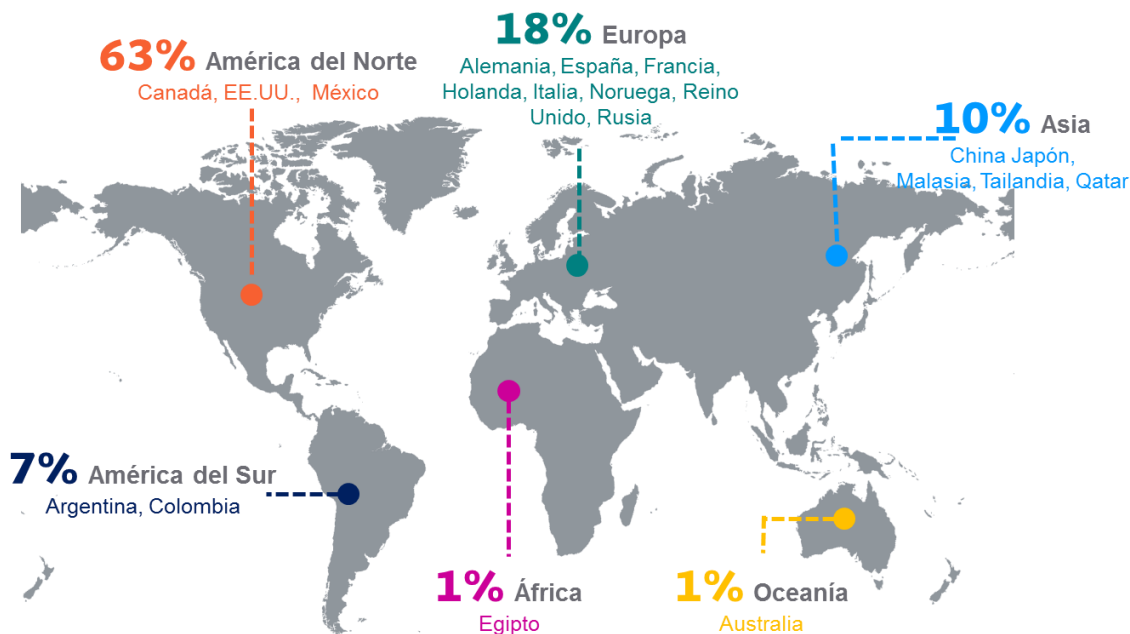 63% América del Norte
Canadá, EE.UU., México
18% Europa
Alemania, España, Francia,
Holanda, Italia, Noruega, Reino
Unido, Rusia
10% Asia
China Japón,
Malasia, Tailandia, Qatar
7% América del Sur
Argentina, Colombia
1% África
Egipto
1% Oceanía
Australia